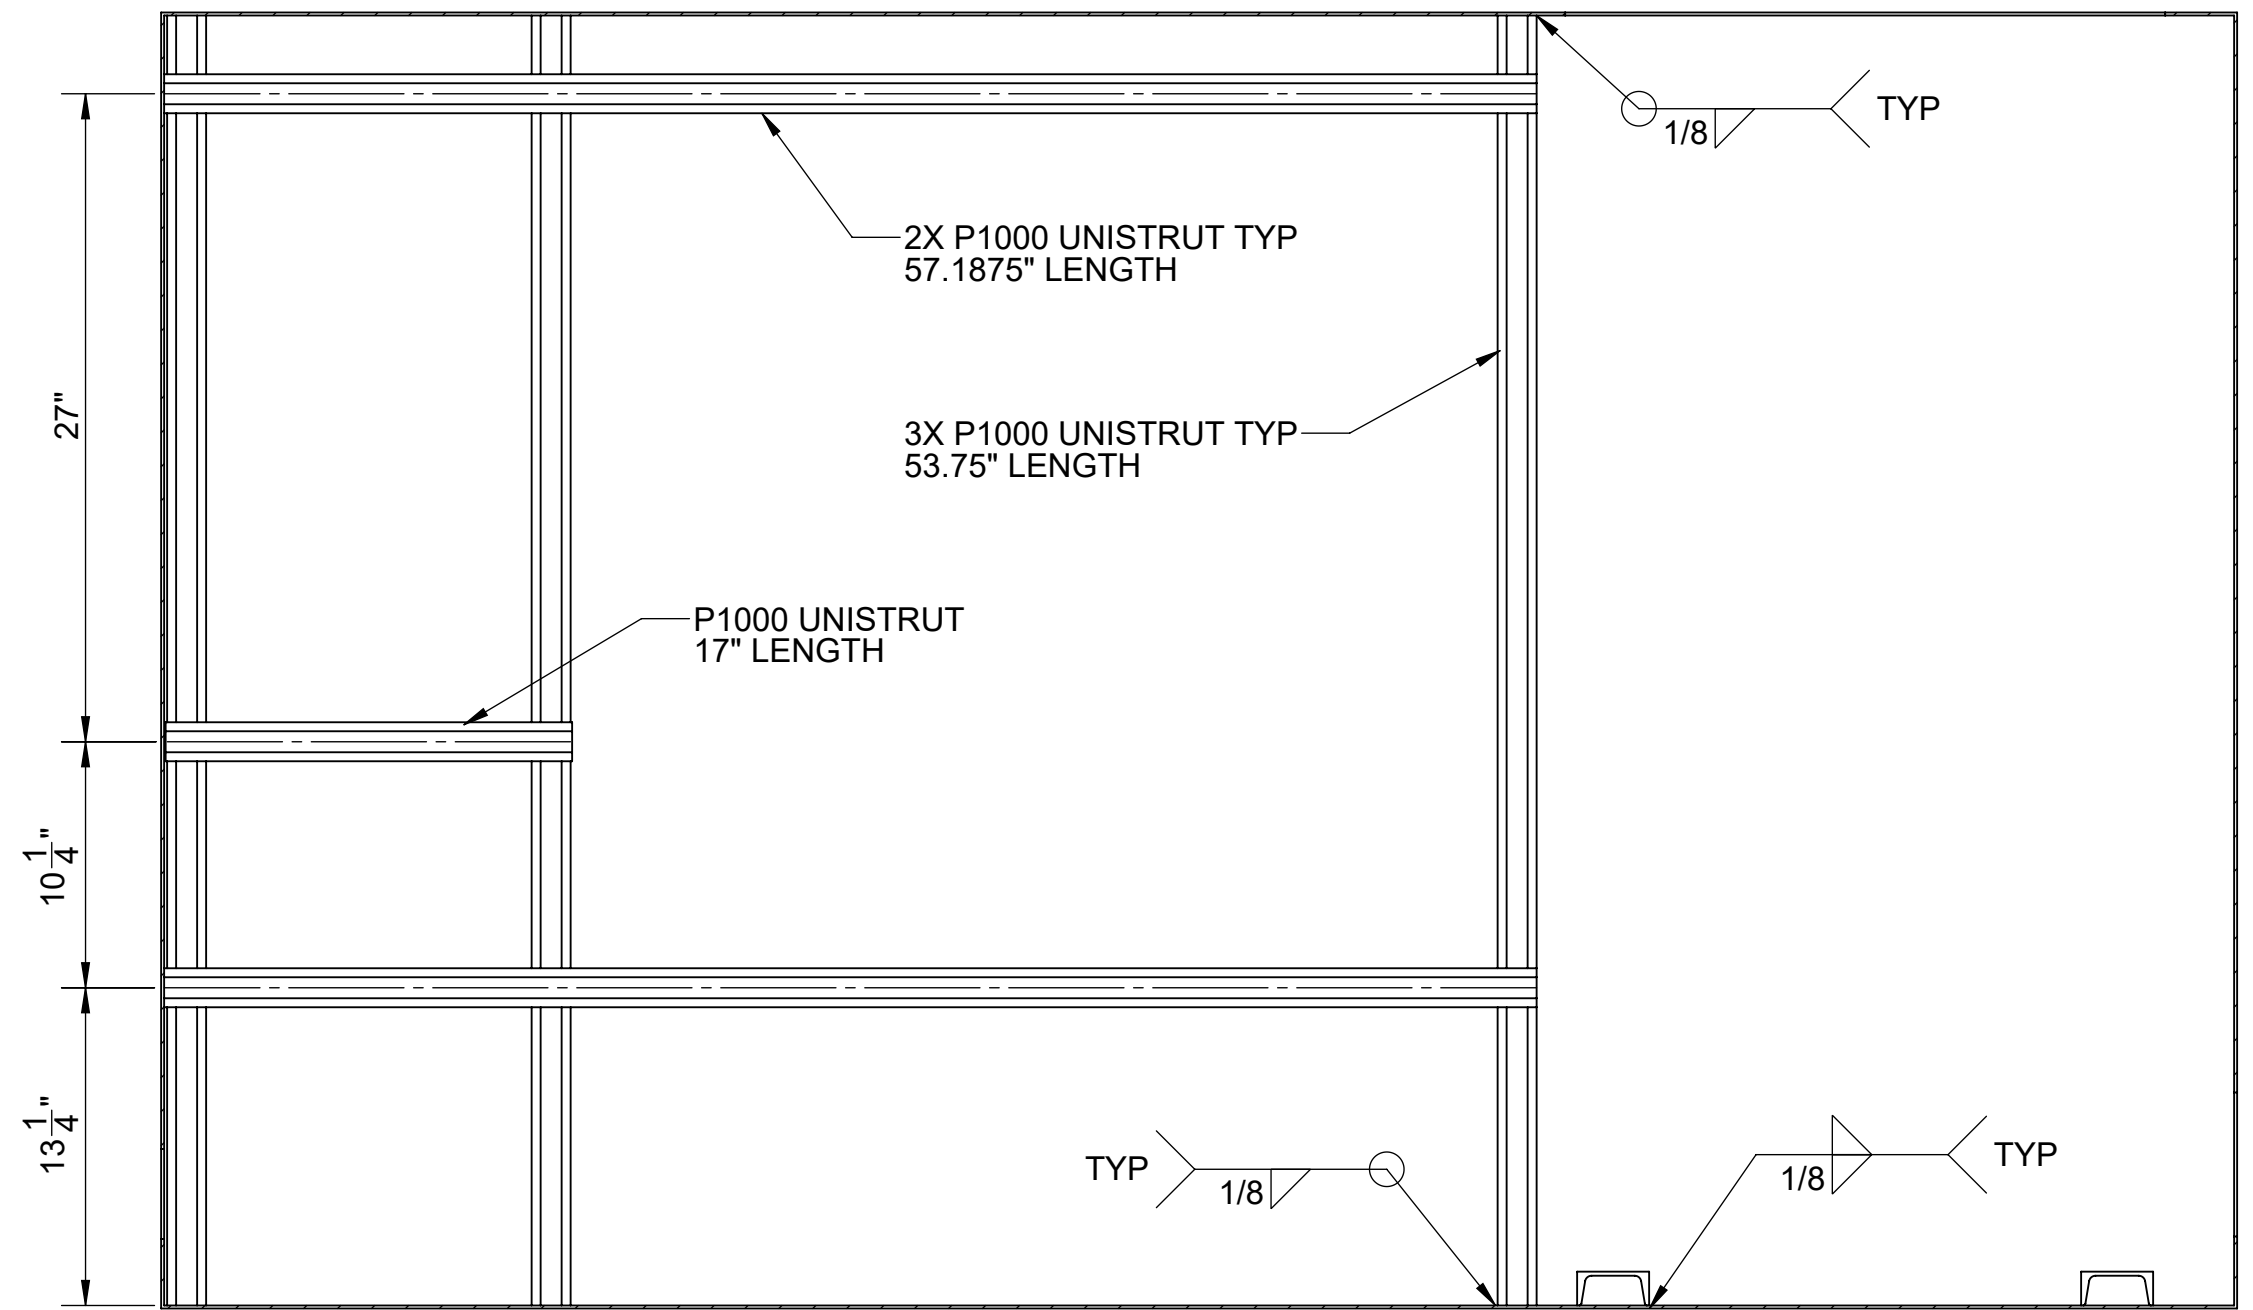 TYP
1/8
2X P1000 UNISTRUT TYP
57.1875" LENGTH
27"
3X P1000 UNISTRUT TYP
53.75" LENGTH
P1000 UNISTRUT
17" LENGTH
10 1/4"
13 1/4"
TYP
1/8
TYP
1/8